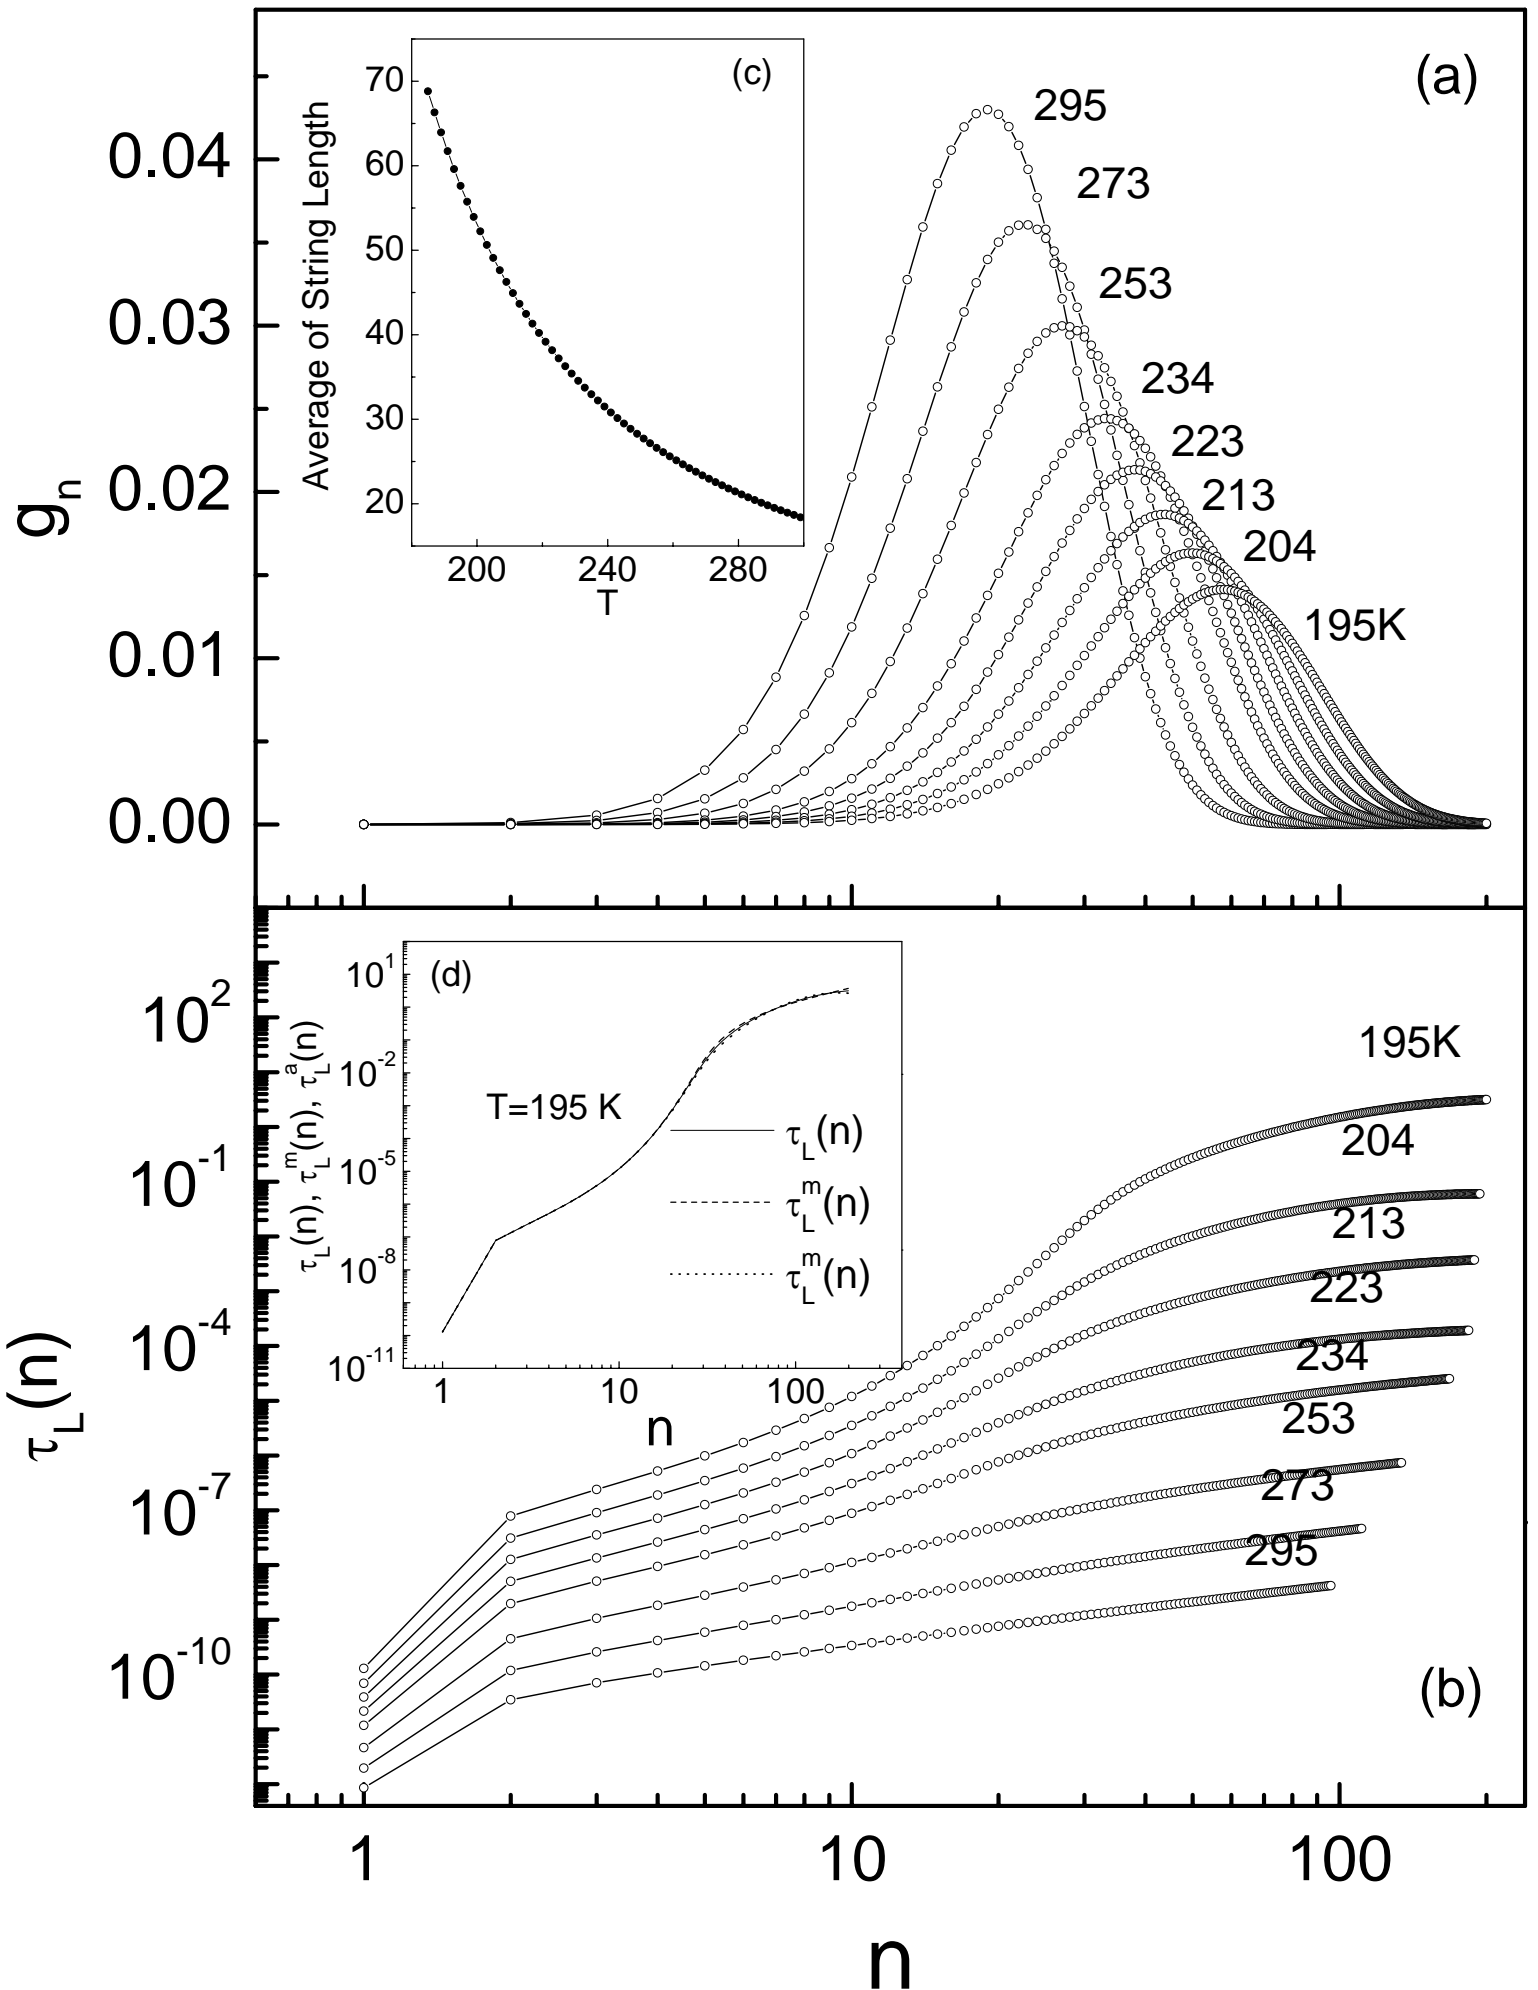 (a)
0.04
0.03
0.02
0.01
0.00
g_n
295
273
253
234
223
213
204
195K
(c)
Average of String Length
70
60
50
40
30
20
200 240 280
T
(b)
τ_L(n)
10^2
10^-1
10^-4
10^-7
10^-10
195K
204
213
223
234
253
273
295
(d)
τ_L(n), τ_L^m(n), τ_L^a(n)
10^1
10^-2
10^-5
10^-8
10^-11
T=195 K
τ_L(n)
τ_L^m(n)
τ_L^m(n)
1 10 100
n
1 10 100
n